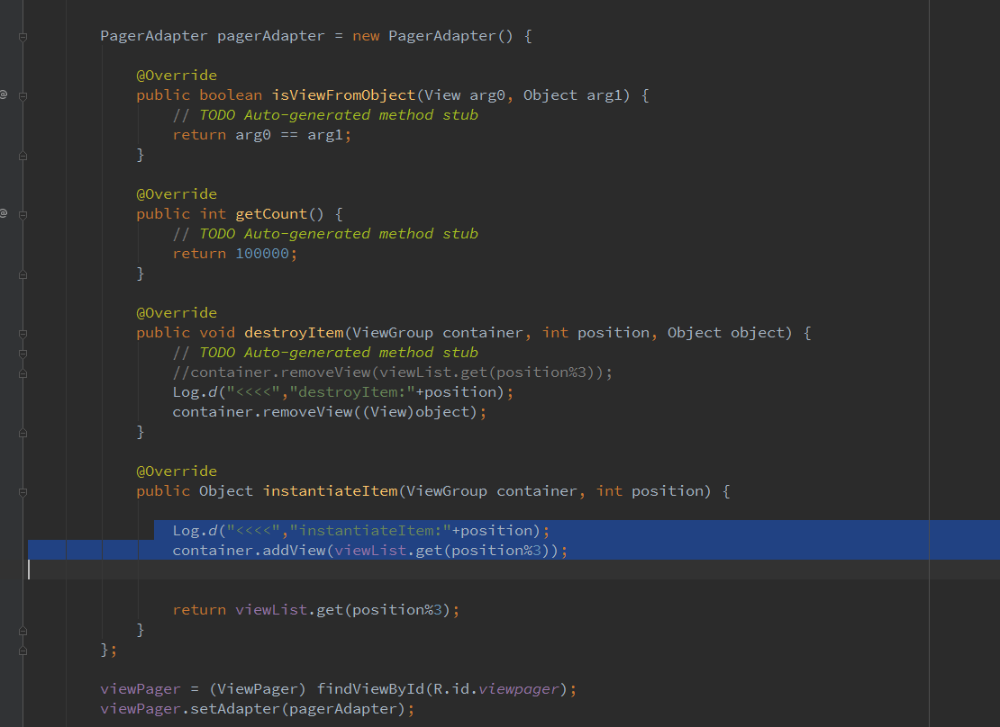 PagerAdapter pagerAdapter = new PagerAdapter() {
@Override
public boolean isViewFromObject(View arg0, Object arg1) {
// TODO Auto-generated method stub
return arg0 == arg1;
}
@Override
public int getCount() {
// TODO Auto-generated method stub
return 100000;
}
@Override
public void destroyItem(ViewGroup container, int position, Object object) {
// TODO Auto-generated method stub
//container.removeView(viewList.get(position%3));
Log.d("<<<<","destroyItem:"+position);
container.removeView((View)object);
}
@Override
public Object instantiateItem(ViewGroup container, int position) {
Log.d("<<<<","instantiateItem:"+position);
container.addView(viewList.get(position%3));
return viewList.get(position%3);
}
};
viewPager = (ViewPager) findViewById(R.id.viewpager);
viewPager.setAdapter(pagerAdapter);